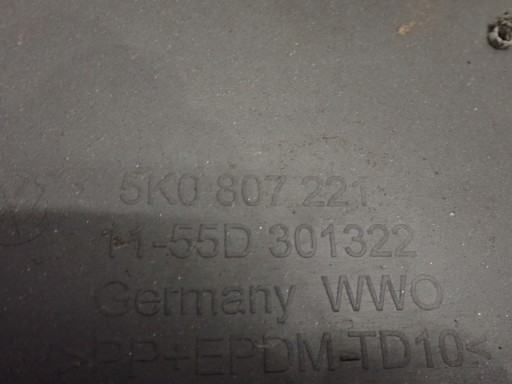 5K0 807 221
11-55D 301322
Germany WWO
>PP+EPDM-TD10<